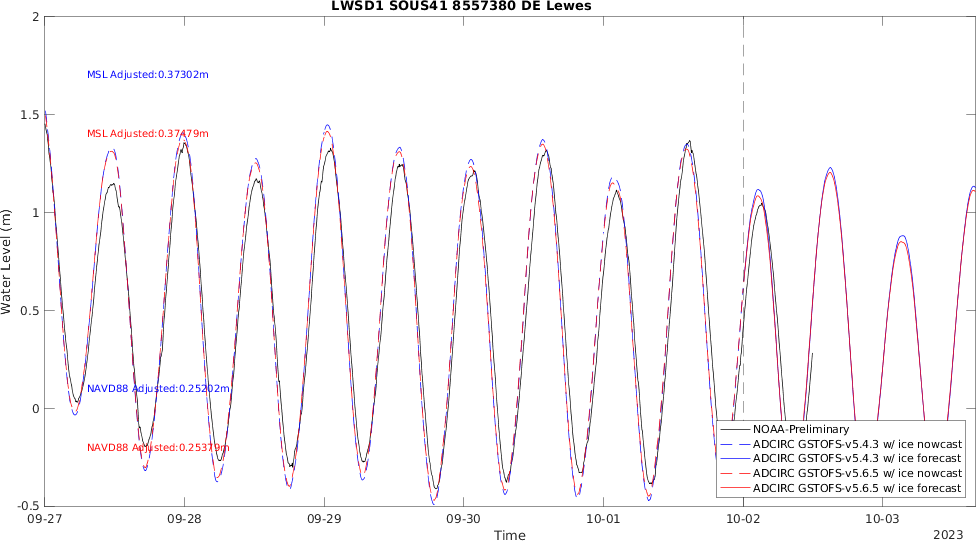 LWSD1 SOUS41 8557380 DE Lewes
2
MSL Adjusted:0.37302m
1.5
MSL Adjusted:0.37479m
1
Water Level (m)
0.5
NAVD88 Adjusted:0.25202m
0
NAVD88 Adjusted:0.25379m
NOAA-Preliminary
ADCIRC GSTOFS-v5.4.3 w/ ice nowcast
ADCIRC GSTOFS-v5.4.3 w/ ice forecast
ADCIRC GSTOFS-v5.6.5 w/ ice nowcast
ADCIRC GSTOFS-v5.6.5 w/ ice forecast
-0.5
09-27 09-28 09-29 09-30 10-01 10-02 10-03
Time
2023